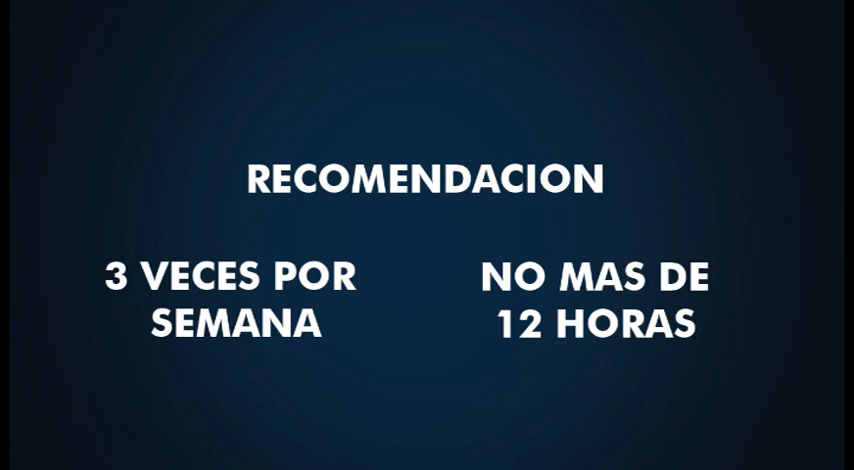 RECOMENDACION
3 VECES POR
SEMANA
NO MAS DE
12 HORAS